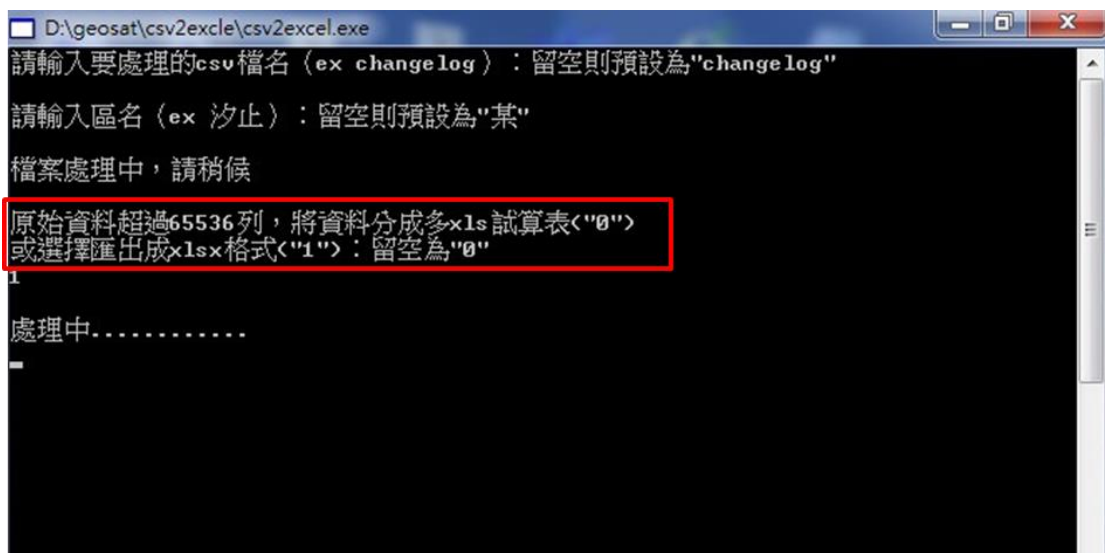 D:\geosat\csv2excle\csv2excel.exe
請輸入要處理的csv檔名（ex changelog）：留空則預設為"changelog"
請輸入區名（ex 汐止）：留空則預設為"某"
檔案處理中，請稍候
原始資料超過65536列，將資料分成多xls試算表("0")
或選擇匯出成xlsx格式("1")：留空為"0"
1
處理中............